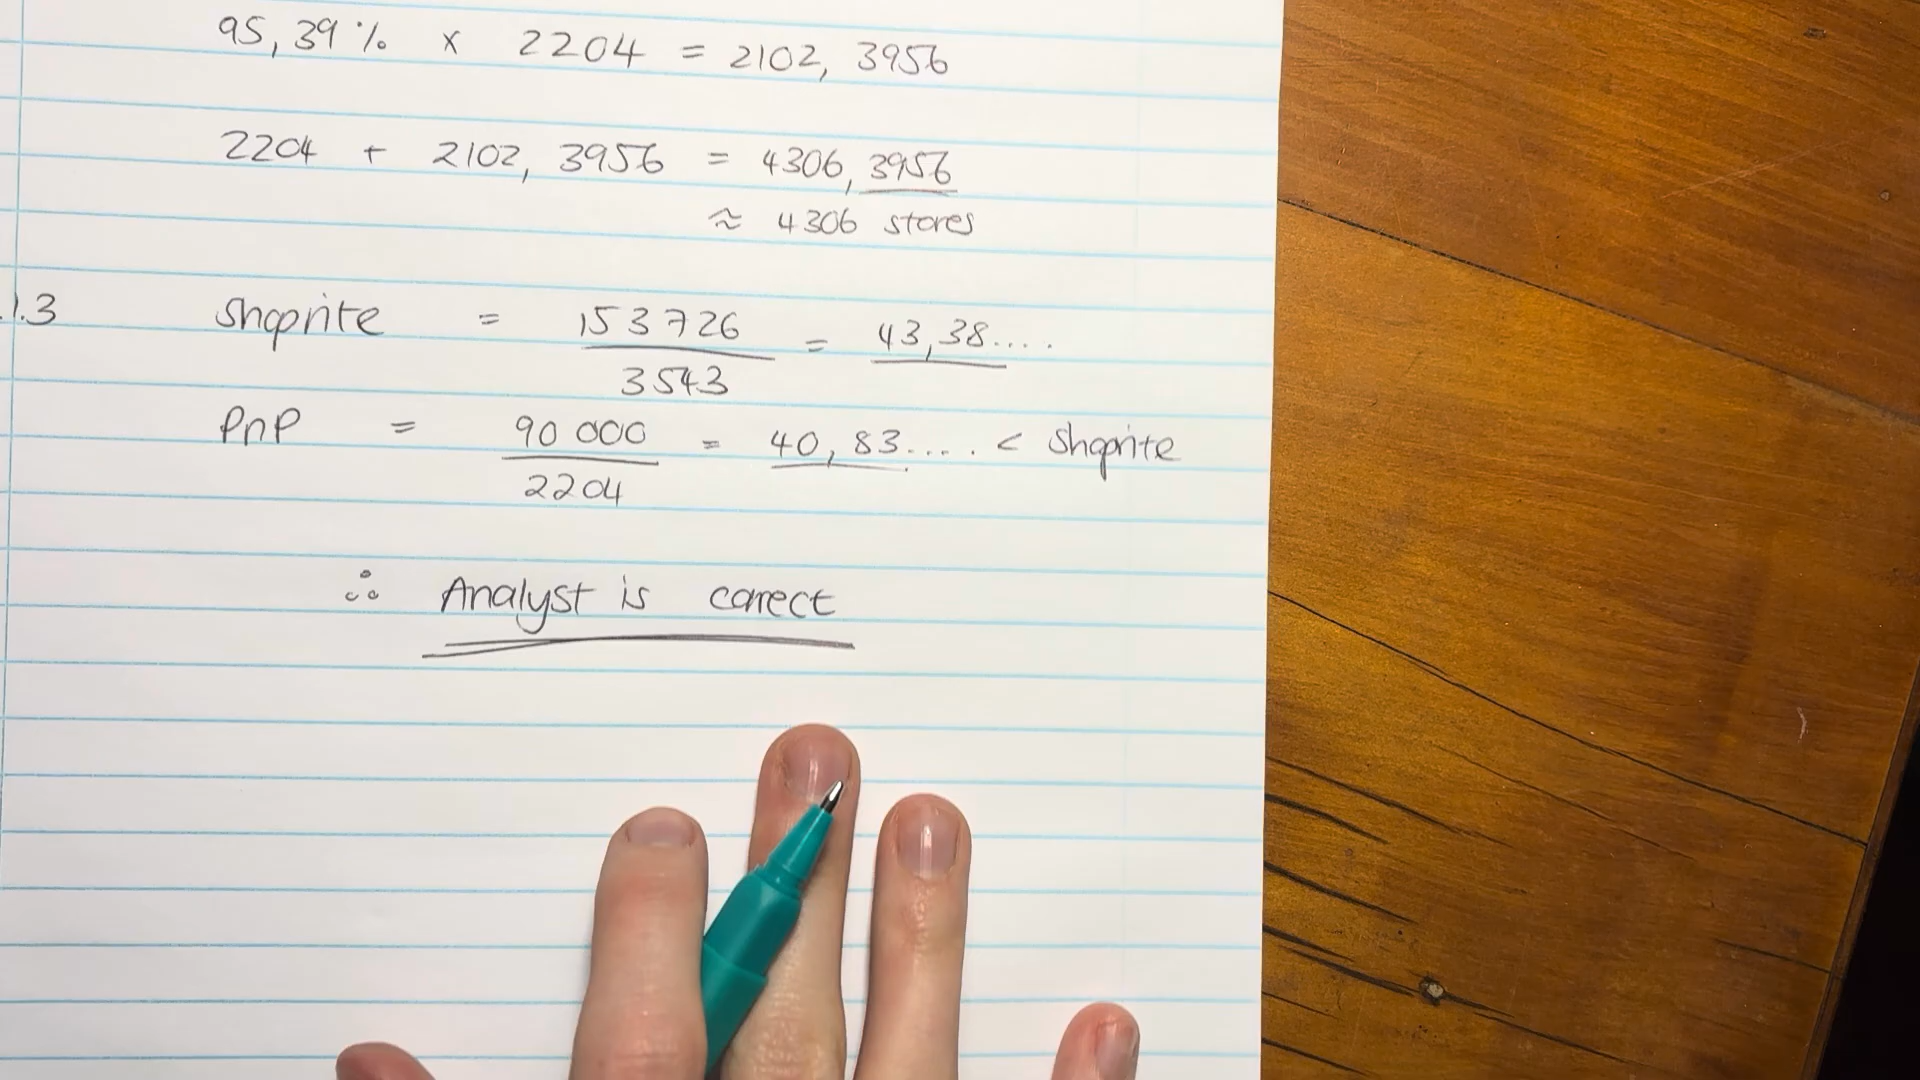 95,39% × 2204 = 2102,3956
2204 + 2102,3956 = 4306,3956
≈ 4306 stores
.1.3 Shoprite = 153726 / 3543 = 43,38....
PnP = 90 000 / 2204 = 40,83.... < Shoprite
∴ Analyst is correct